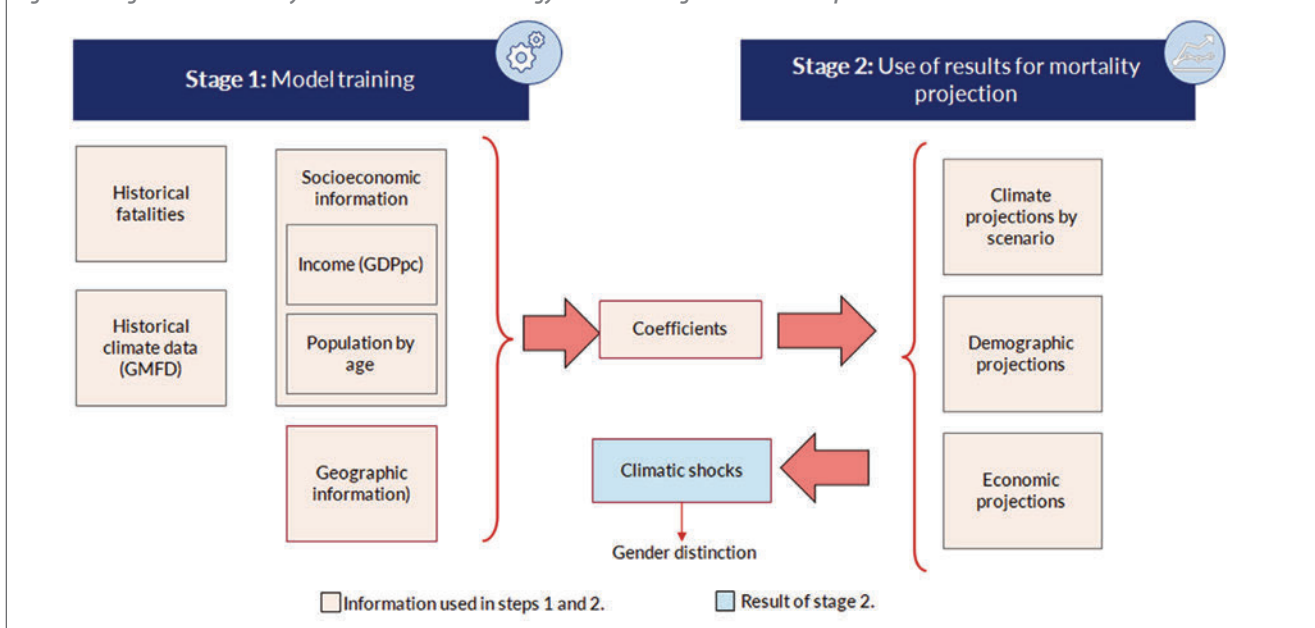 Stage 1: Model training
Stage 2: Use of results for mortality
projection
Historical
fatalities
Historical
climate data
(GMFD)
Socioeconomic
information
Income (GDPpc)
Population by
age
Geographic
information)
Coefficients
Climatic shocks
Gender distinction
Climate
projections by
scenario
Demographic
projections
Economic
projections
Information used in steps 1 and 2.
Result of stage 2.